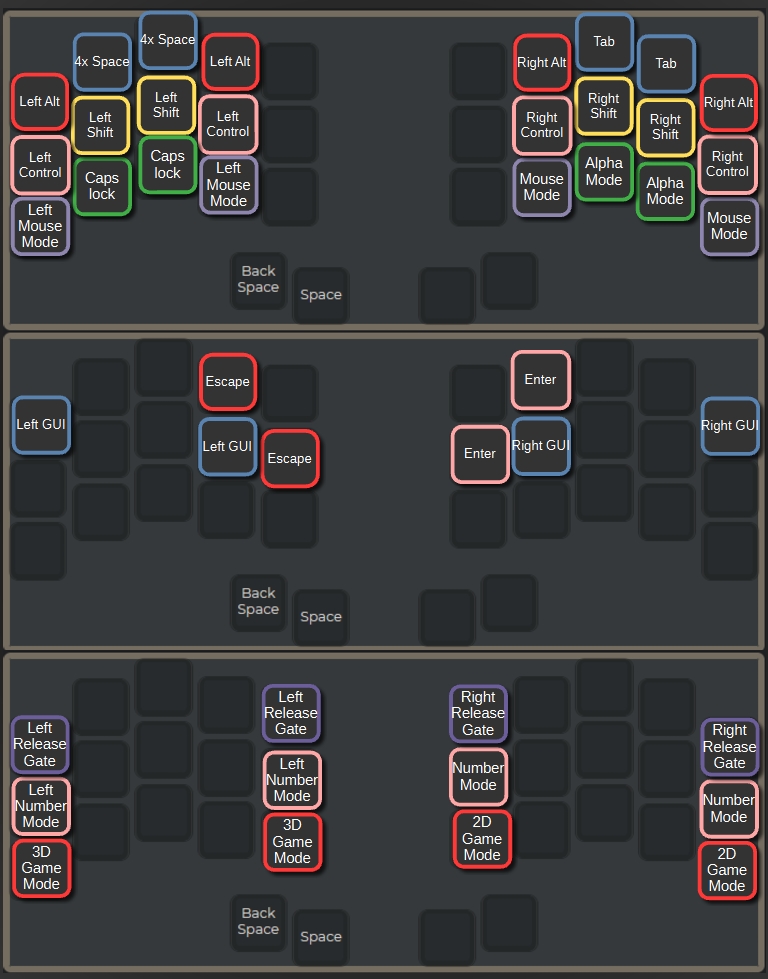 4x Space
4x Space
Left Alt
Left Alt
Left
Shift
Left
Shift
Left
Control
Left
Control
Caps
lock
Caps
lock
Left
Mouse
Mode
Left
Mouse
Mode
Back
Space
Space
Right Alt
Tab
Tab
Right Alt
Right
Control
Right
Shift
Right
Shift
Right
Control
Mouse
Mode
Alpha
Mode
Alpha
Mode
Mouse
Mode
Escape
Left GUI
Left GUI
Escape
Back
Space
Space
Enter
Enter
Right GUI
Right GUI
Left
Release
Gate
Left
Number
Mode
3D
Game
Mode
Left
Release
Gate
Left
Number
Mode
3D
Game
Mode
Back
Space
Space
Right
Release
Gate
Number
Mode
2D
Game
Mode
Right
Release
Gate
Number
Mode
2D
Game
Mode